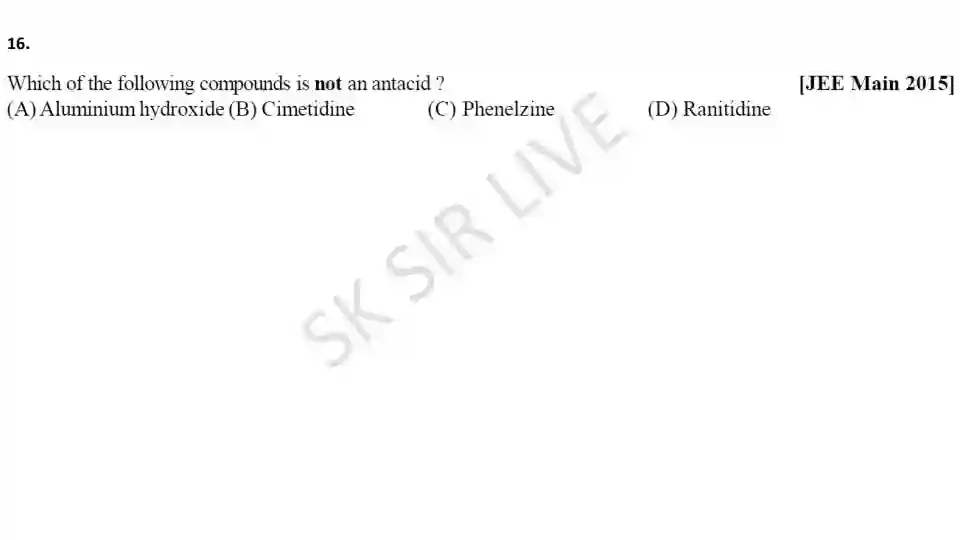 16.
Which of the following compounds is not an antacid ? [JEE Main 2015]
(A) Aluminium hydroxide (B) Cimetidine (C) Phenelzine (D) Ranitidine
SK SIR LIVE